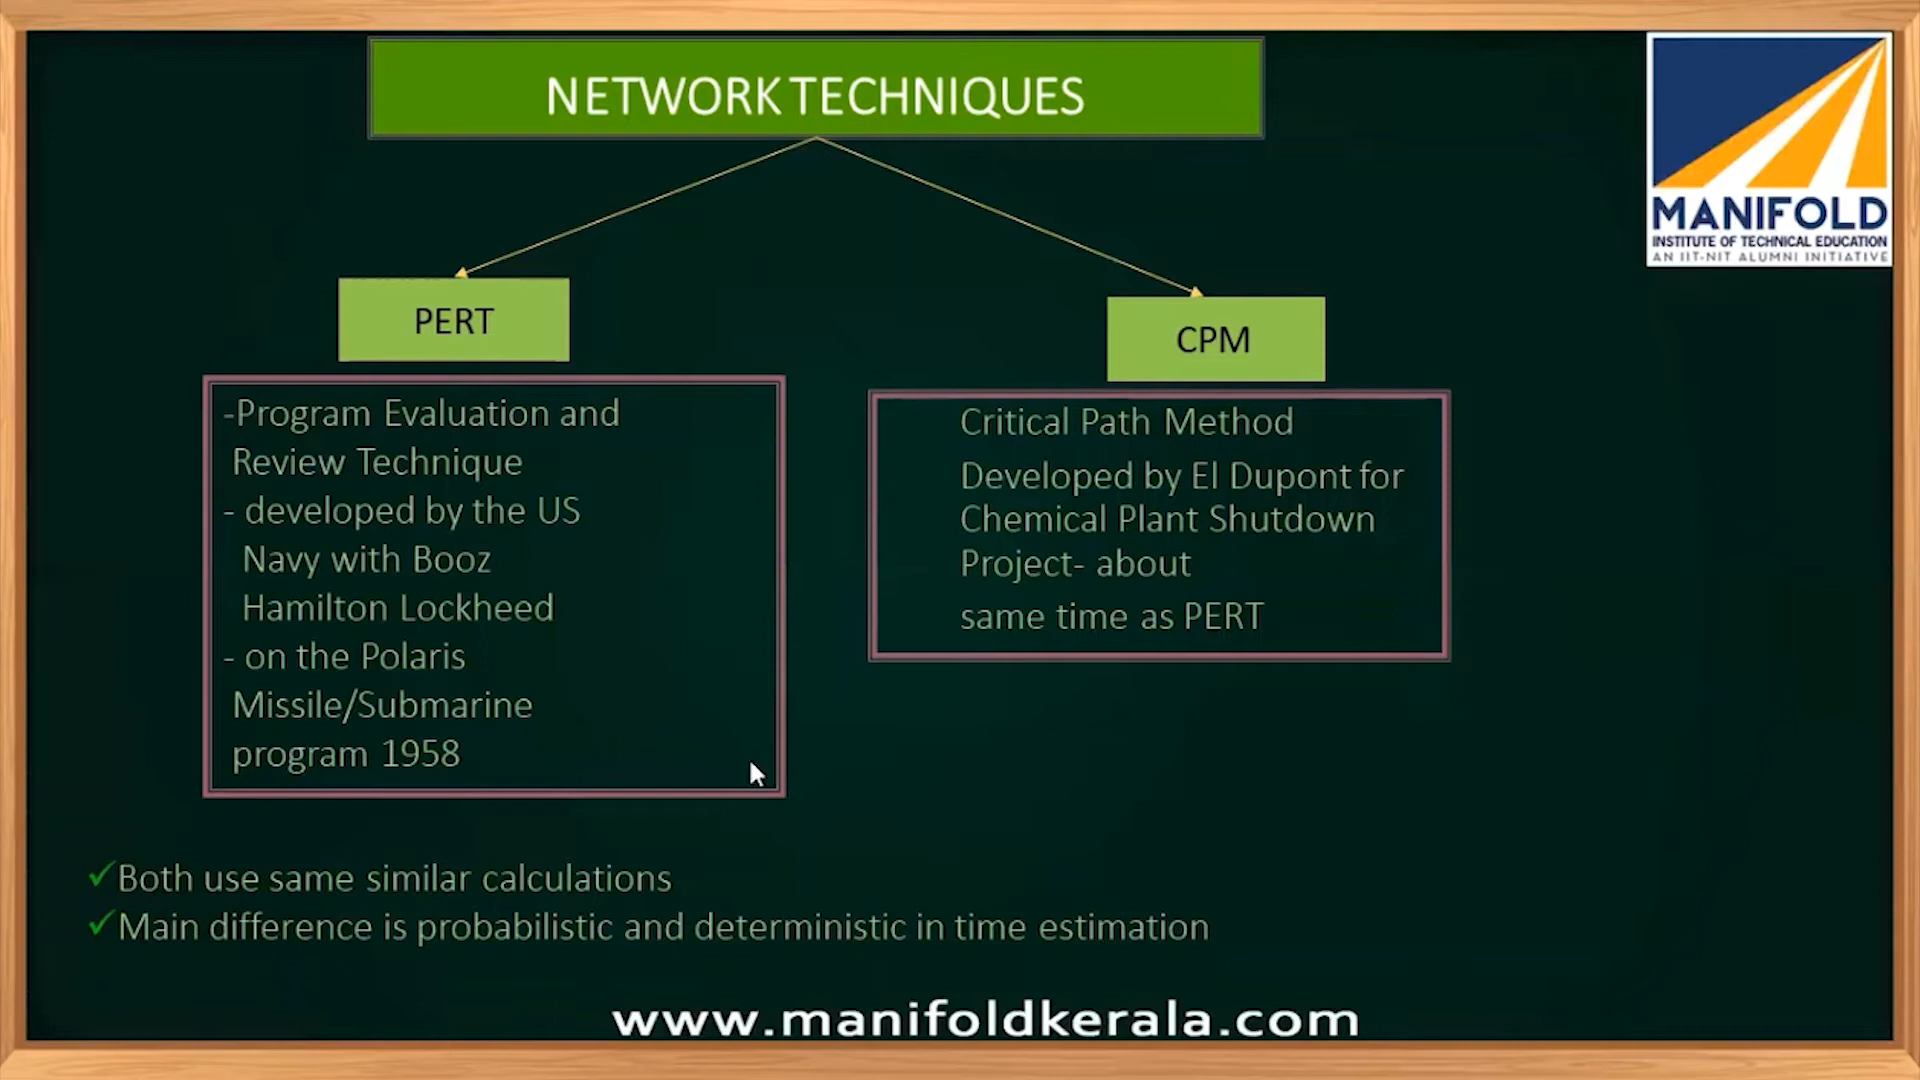 NETWORK TECHNIQUES
MANIFOLD
INSTITUTE OF TECHNICAL EDUCATION
AN IIT-NIT ALUMNI INITIATIVE
PERT
-Program Evaluation and
Review Technique
- developed by the US
Navy with Booz
Hamilton Lockheed
- on the Polaris
Missile/Submarine
program 1958
CPM
Critical Path Method
Developed by El Dupont for
Chemical Plant Shutdown
Project- about
same time as PERT
✓Both use same similar calculations
✓Main difference is probabilistic and deterministic in time estimation
www.manifoldkerala.com